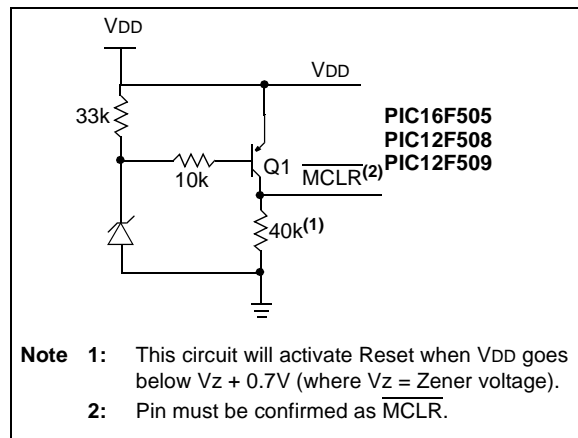 VDD
VDD
33k
PIC16F505
PIC12F508
PIC12F509
Q1
MCLR(2)
10k
40k(1)
Note 1: This circuit will activate Reset when VDD goes
below Vz + 0.7V (where Vz = Zener voltage).
2: Pin must be confirmed as MCLR.